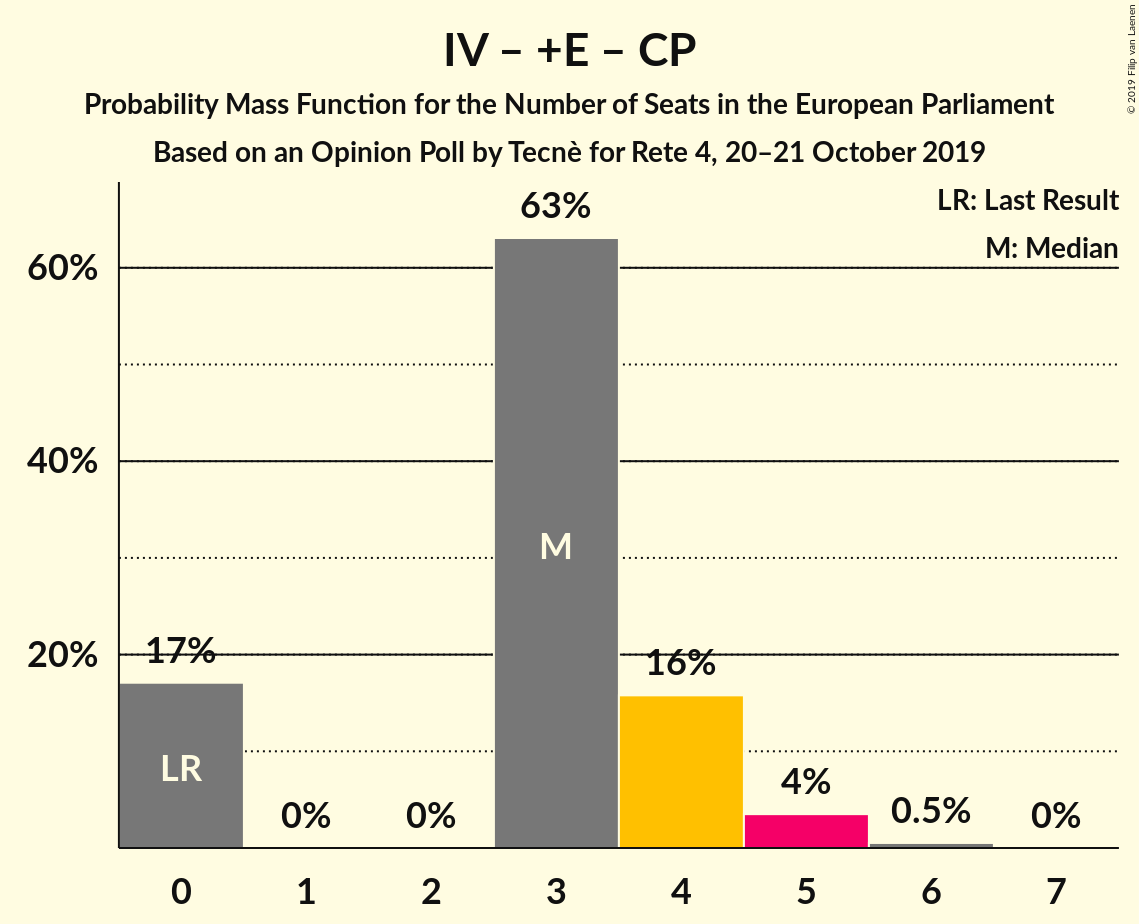 IV – +E – CP
Probability Mass Function for the Number of Seats in the European Parliament
Based on an Opinion Poll by Tecnè for Rete 4, 20–21 October 2019
© 2019 Filip van Laenen
LR: Last Result
M: Median
63%
60%
40%
M
20%
17%
16%
LR
4%
0%
0%
0.5%
0%
0 1 2 3 4 5 6 7